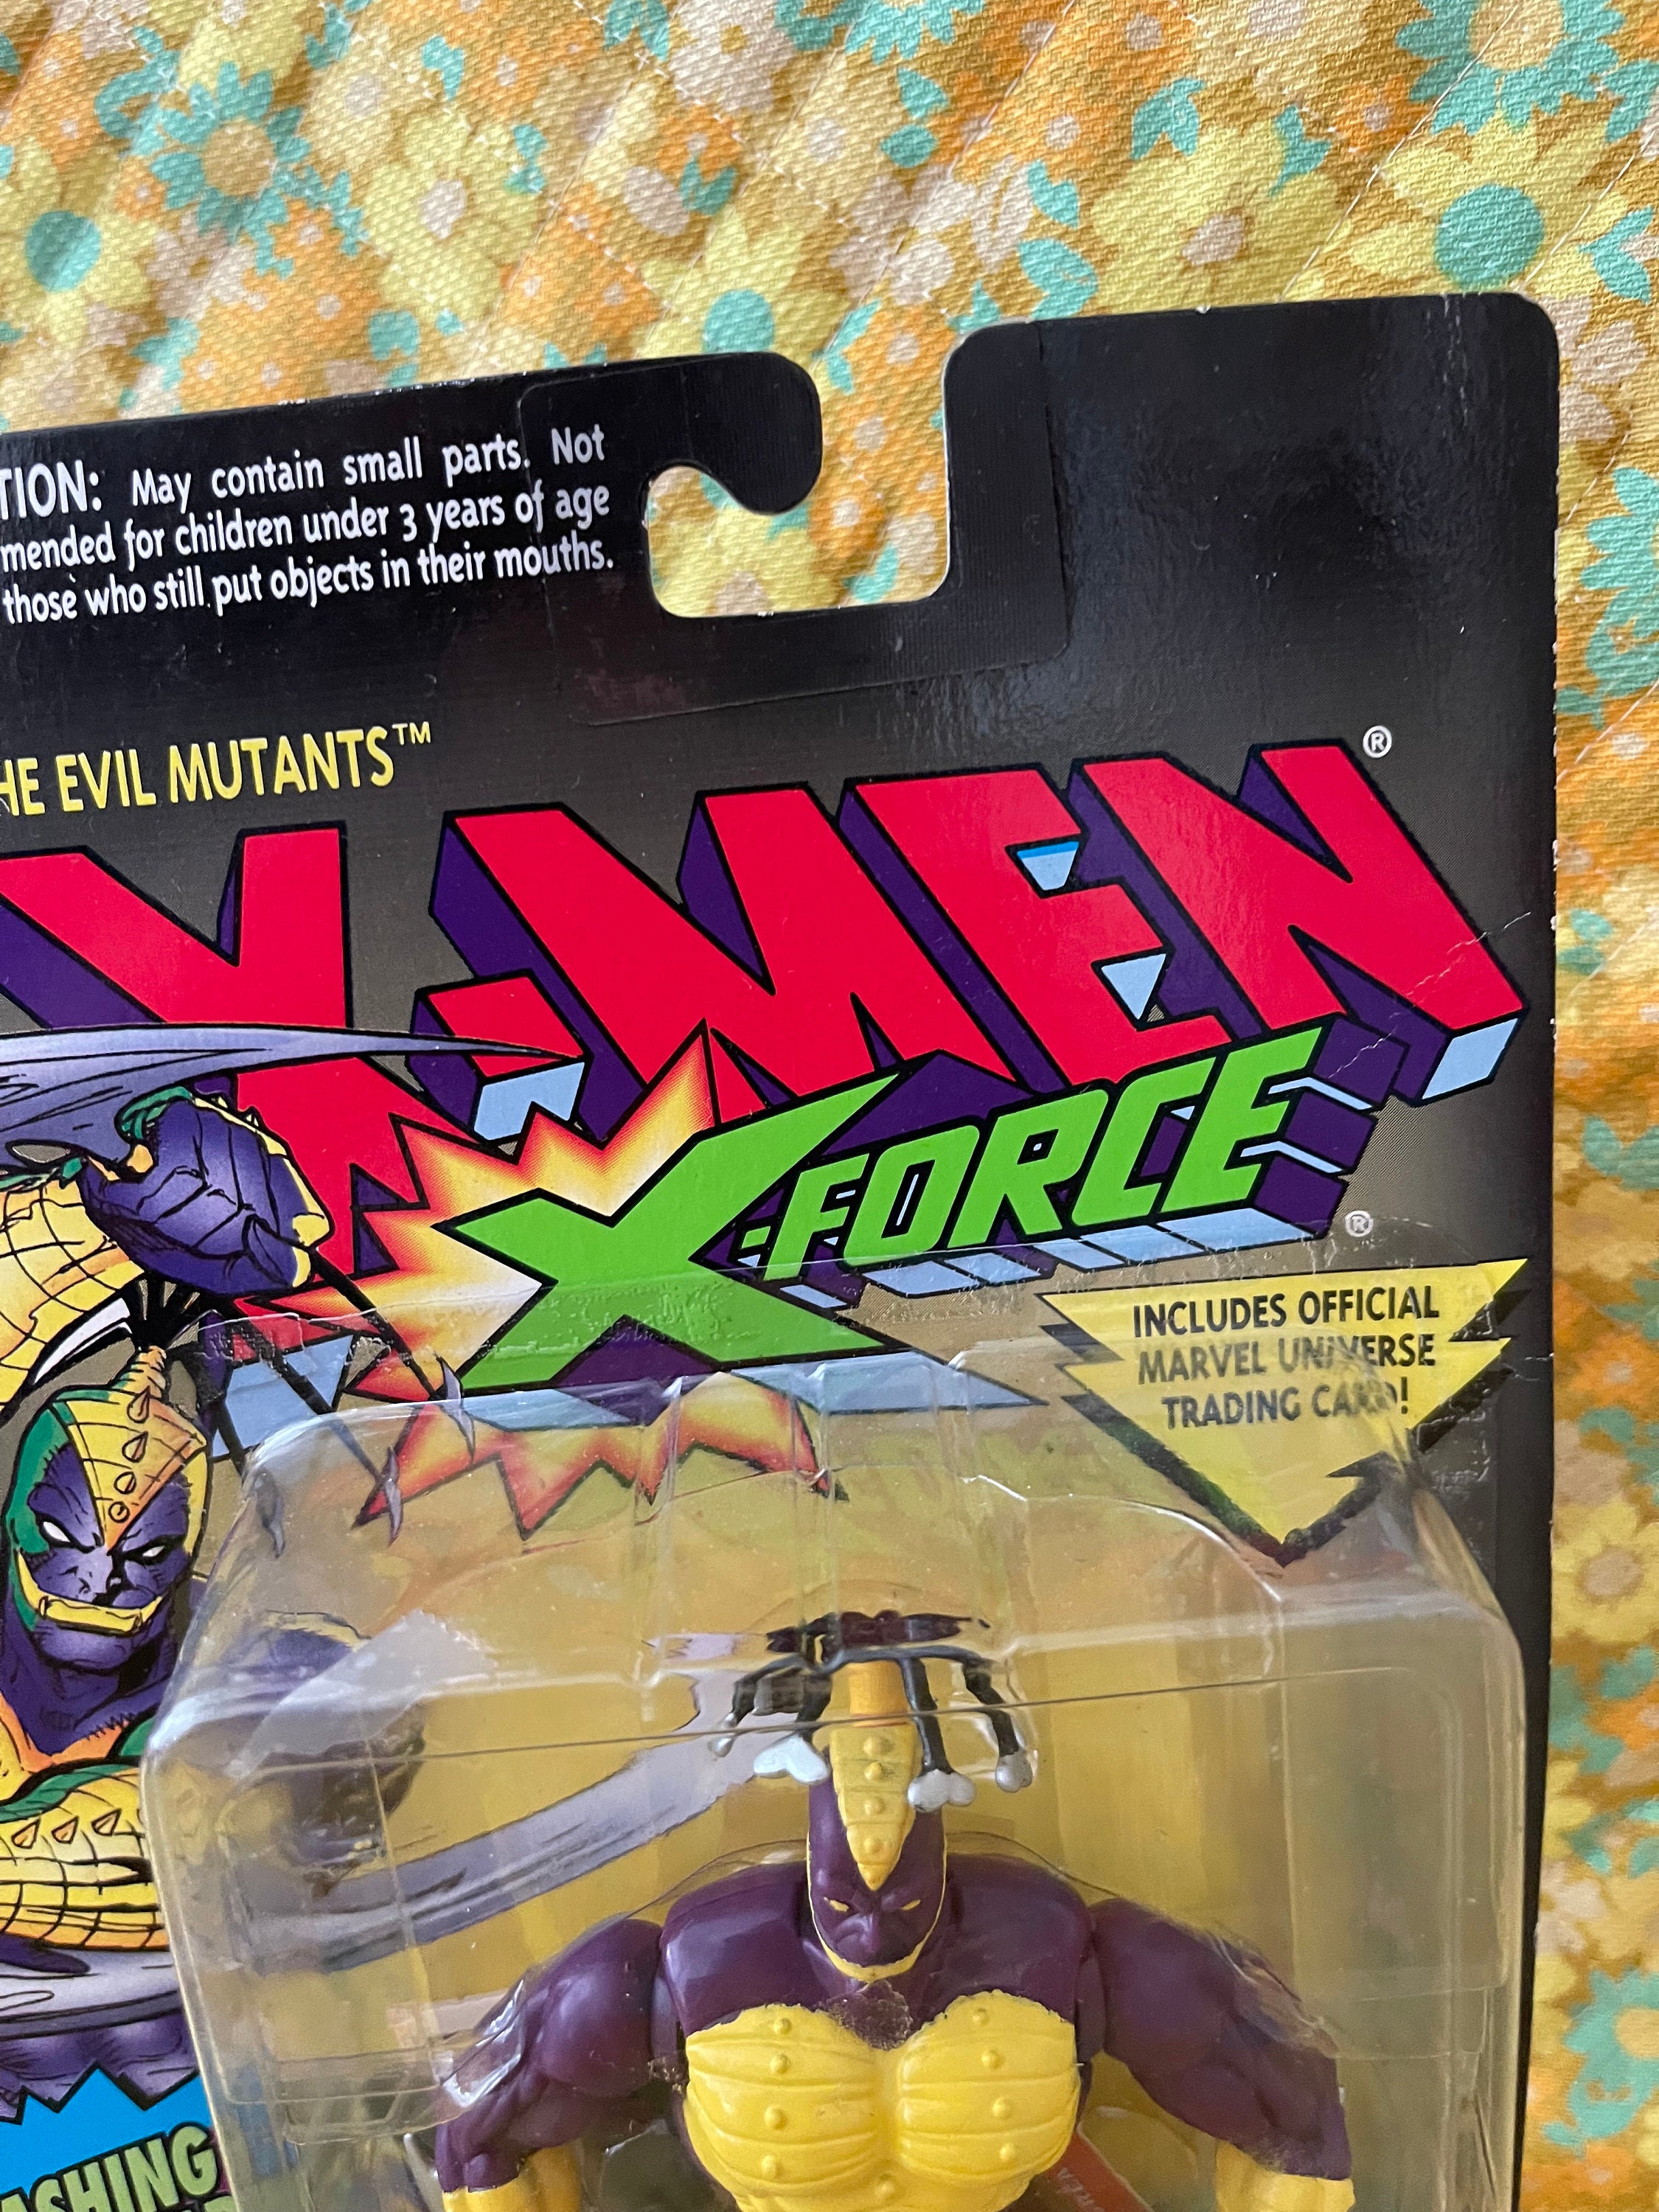 TION: May contain small parts. Not
mended for children under 3 years of age
those who still put objects in their mouths.
HE EVIL MUTANTS™
X-MEN®
X-FORCE®
INCLUDES OFFICIAL
MARVEL UNIVERSE
TRADING CARD!
ASHING